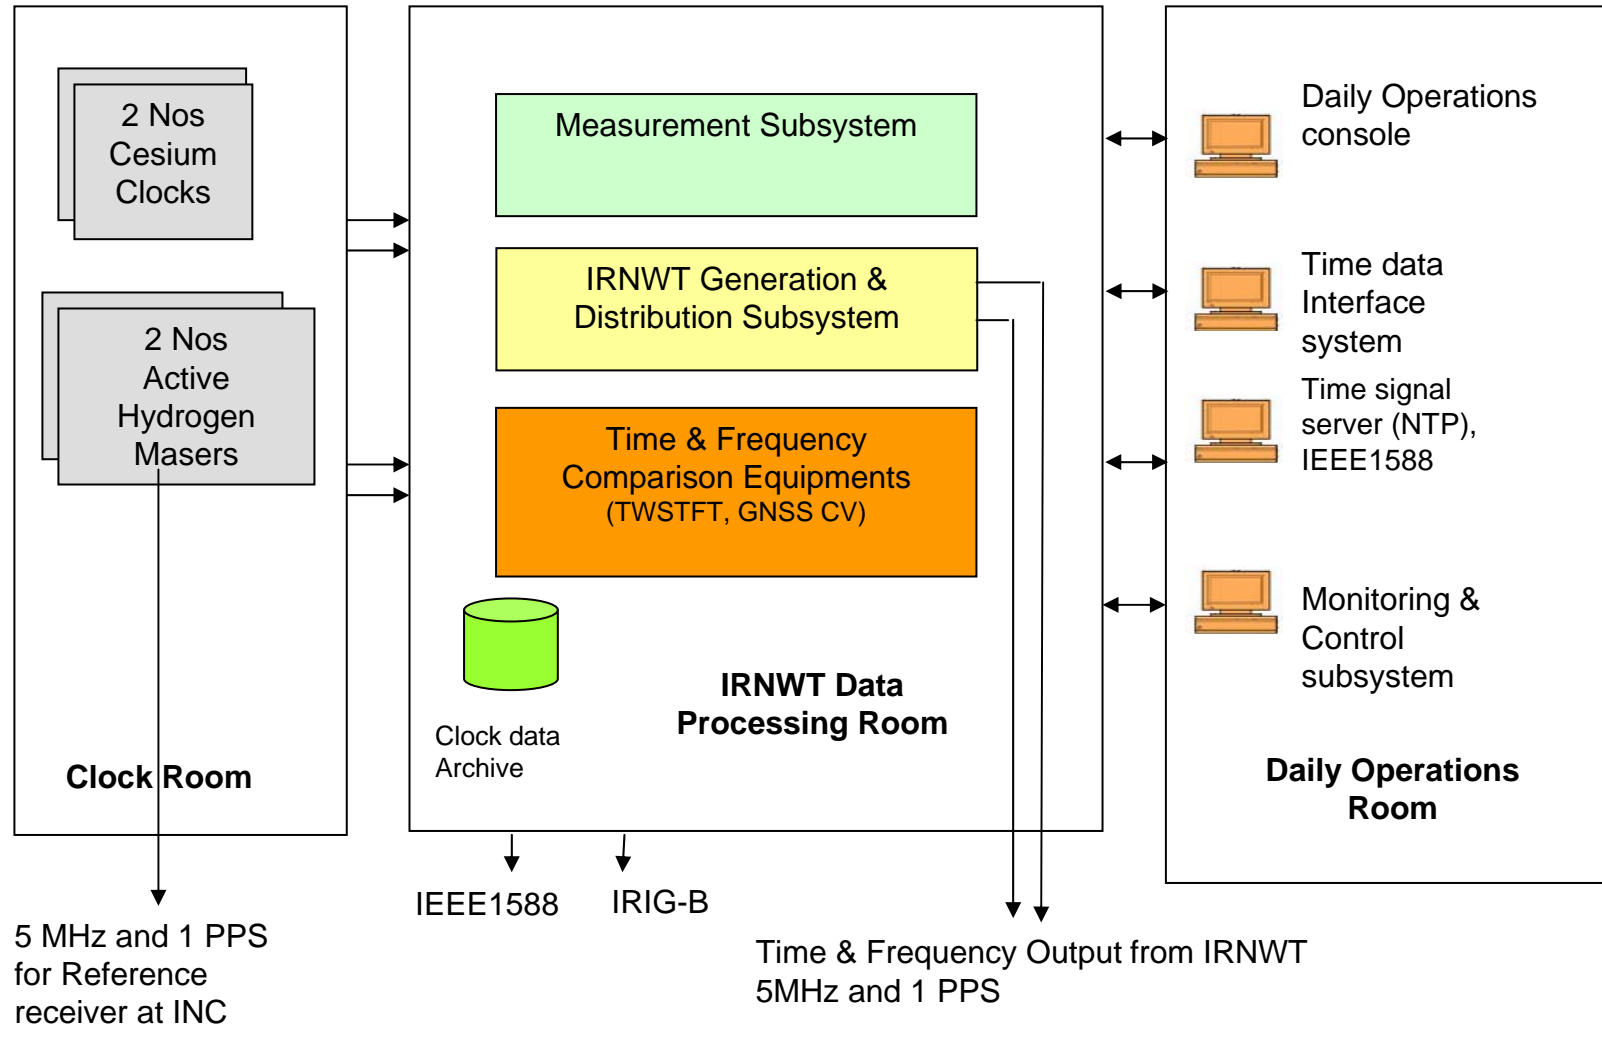 2 Nos
Cesium
Clocks
2 Nos
Active
Hydrogen
Masers
Clock Room
5 MHz and 1 PPS
for Reference
receiver at INC
Measurement Subsystem
IRNWT Generation &
Distribution Subsystem
Time & Frequency
Comparison Equipments
(TWSTFT, GNSS CV)
Clock data
Archive
IRNWT Data
Processing Room
IEEE1588
IRIG-B
Time & Frequency Output from IRNWT
5MHz and 1 PPS
Daily Operations
console
Time data
Interface
system
Time signal
server (NTP),
IEEE1588
Monitoring &
Control
subsystem
Daily Operations
Room